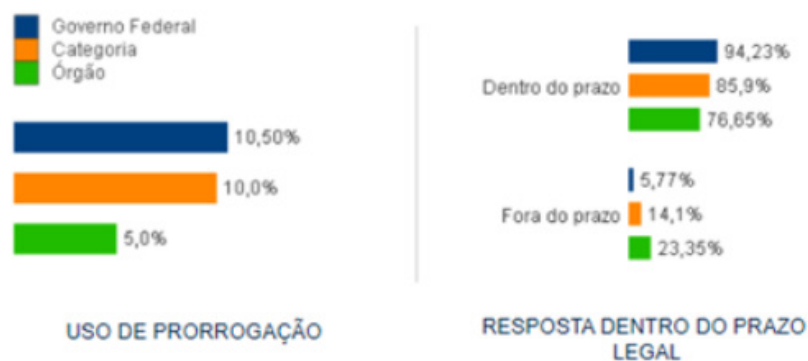 Governo Federal
Categoria
Órgão
10,50%
10,0%
5,0%
USO DE PRORROGAÇÃO
Dentro do prazo
94,23%
85,9%
76,65%
Fora do prazo
5,77%
14,1%
23,35%
RESPOSTA DENTRO DO PRAZO
LEGAL